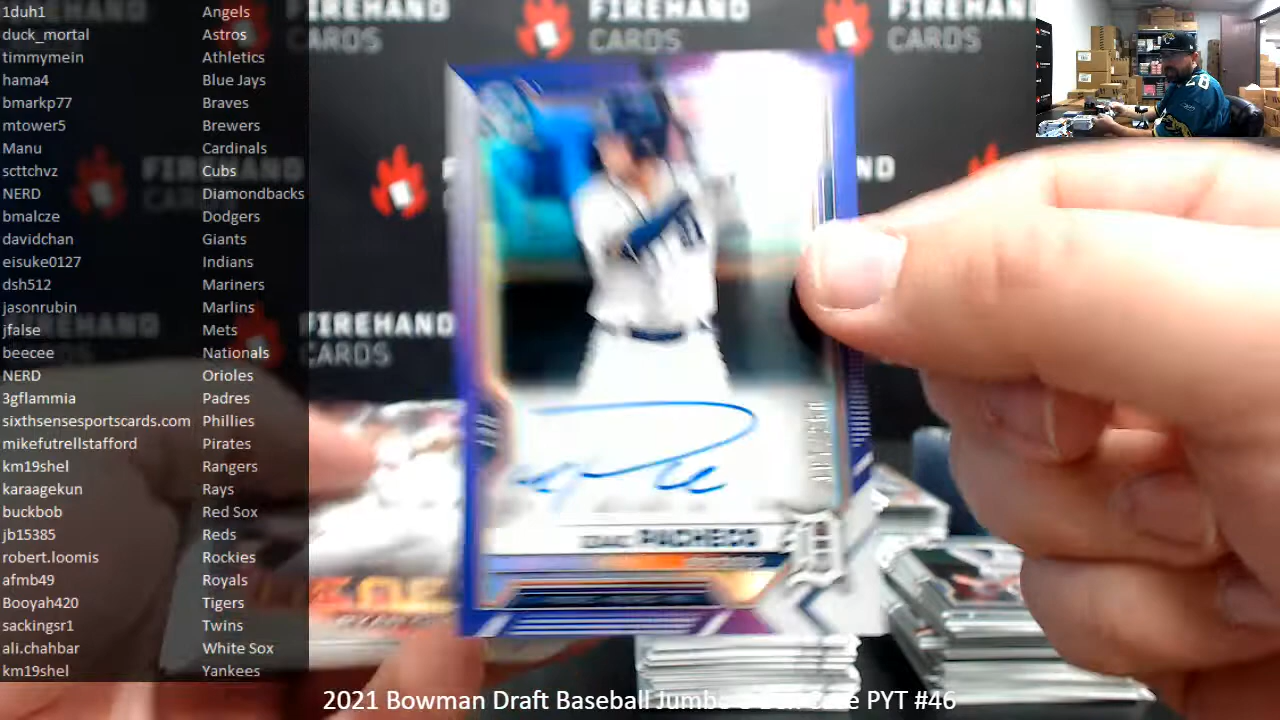 1duh1 Angels
duck_mortal Astros
timmymein Athletics
hama4 Blue Jays
bmarkp77 Braves
mtower5 Brewers
Manu Cardinals
scttchvz Cubs
NERD Diamondbacks
bmalcze Dodgers
davidchan Giants
eisuke0127 Indians
dsh512 Mariners
jasonrubin Marlins
jfalse Mets
beecee Nationals
NERD Orioles
3gflammia Padres
sixthsensesportscards.com Phillies
mikefutrellstafford Pirates
km19shel Rangers
karaagekun Rays
buckbob Red Sox
jb15385 Reds
robert.loomis Rockies
afmb49 Royals
Booyah420 Tigers
sackingsr1 Twins
ali.chahbar White Sox
km19shel Yankees
FIREHAND
CARDS
FIREHAND
CARDS
FIREHAND
CARDS
FIREHAND
CARDS
PACHECO
D
28
2021 Bowman Draft Baseball Jumbo PYT #46